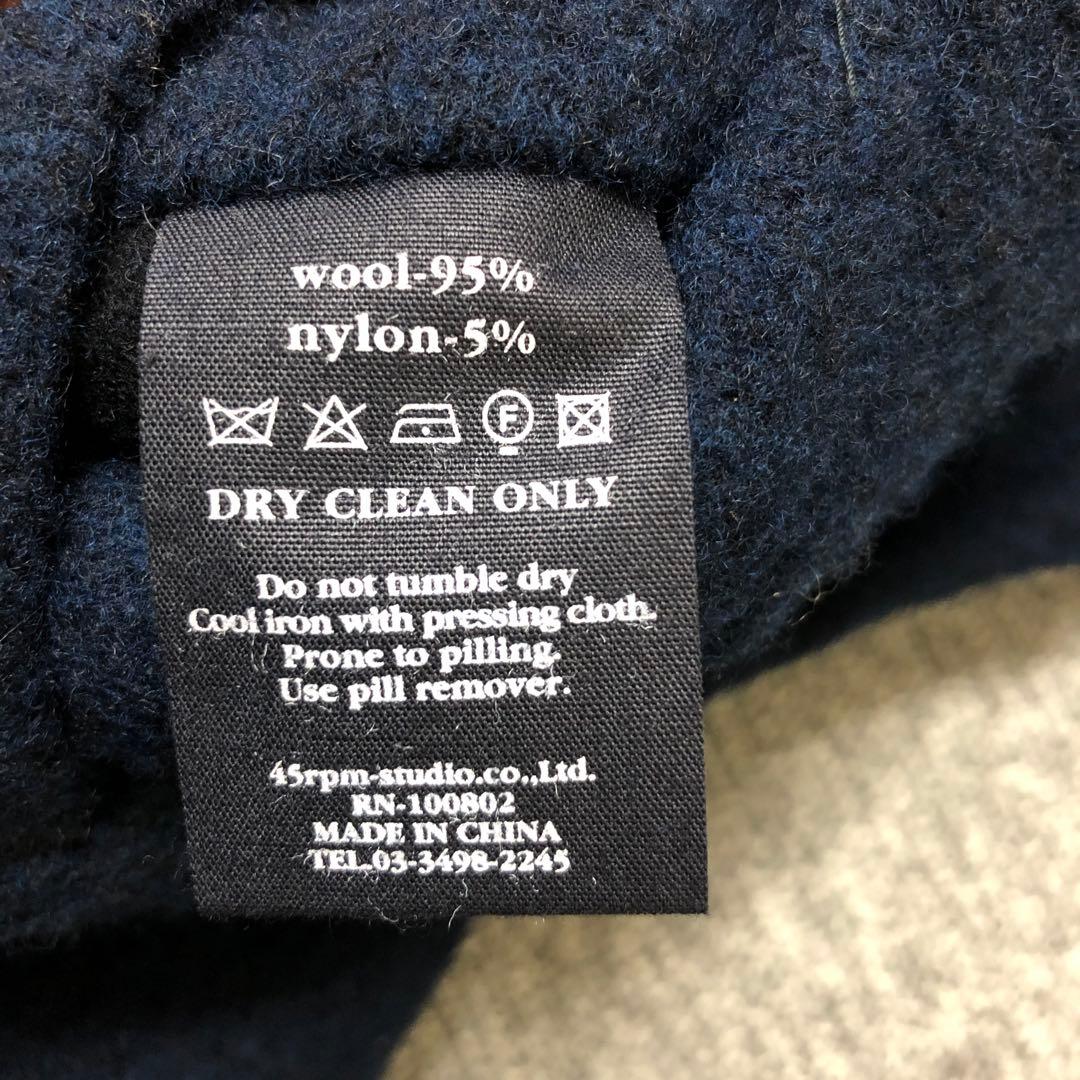 wool-95%
nylon-5%
F
DRY CLEAN ONLY
Do not tumble dry
Cool iron with pressing cloth.
Prone to pilling.
Use pill remover.
45rpm-studio.co.,Ltd.
RN-100802
MADE IN CHINA
TEL.03-3498-2245